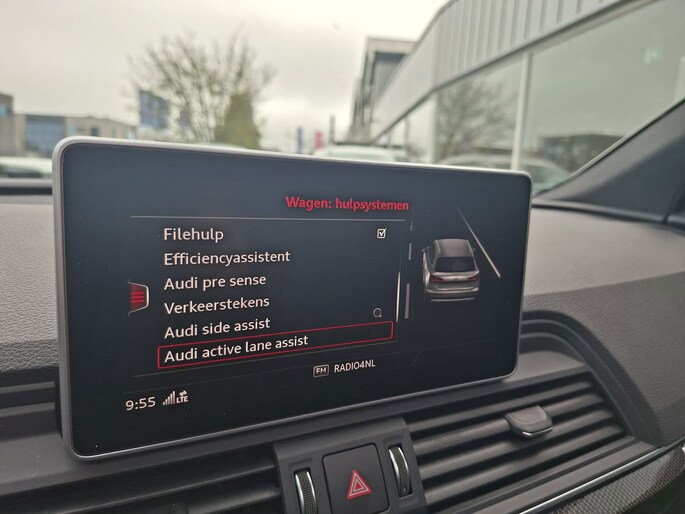 Wagen: hulpsystemen
Filehulp
Efficiencyassistent
Audi pre sense
Verkeerstekens
Audi side assist
Audi active lane assist
FM RADIO4NL
9:55 LTE